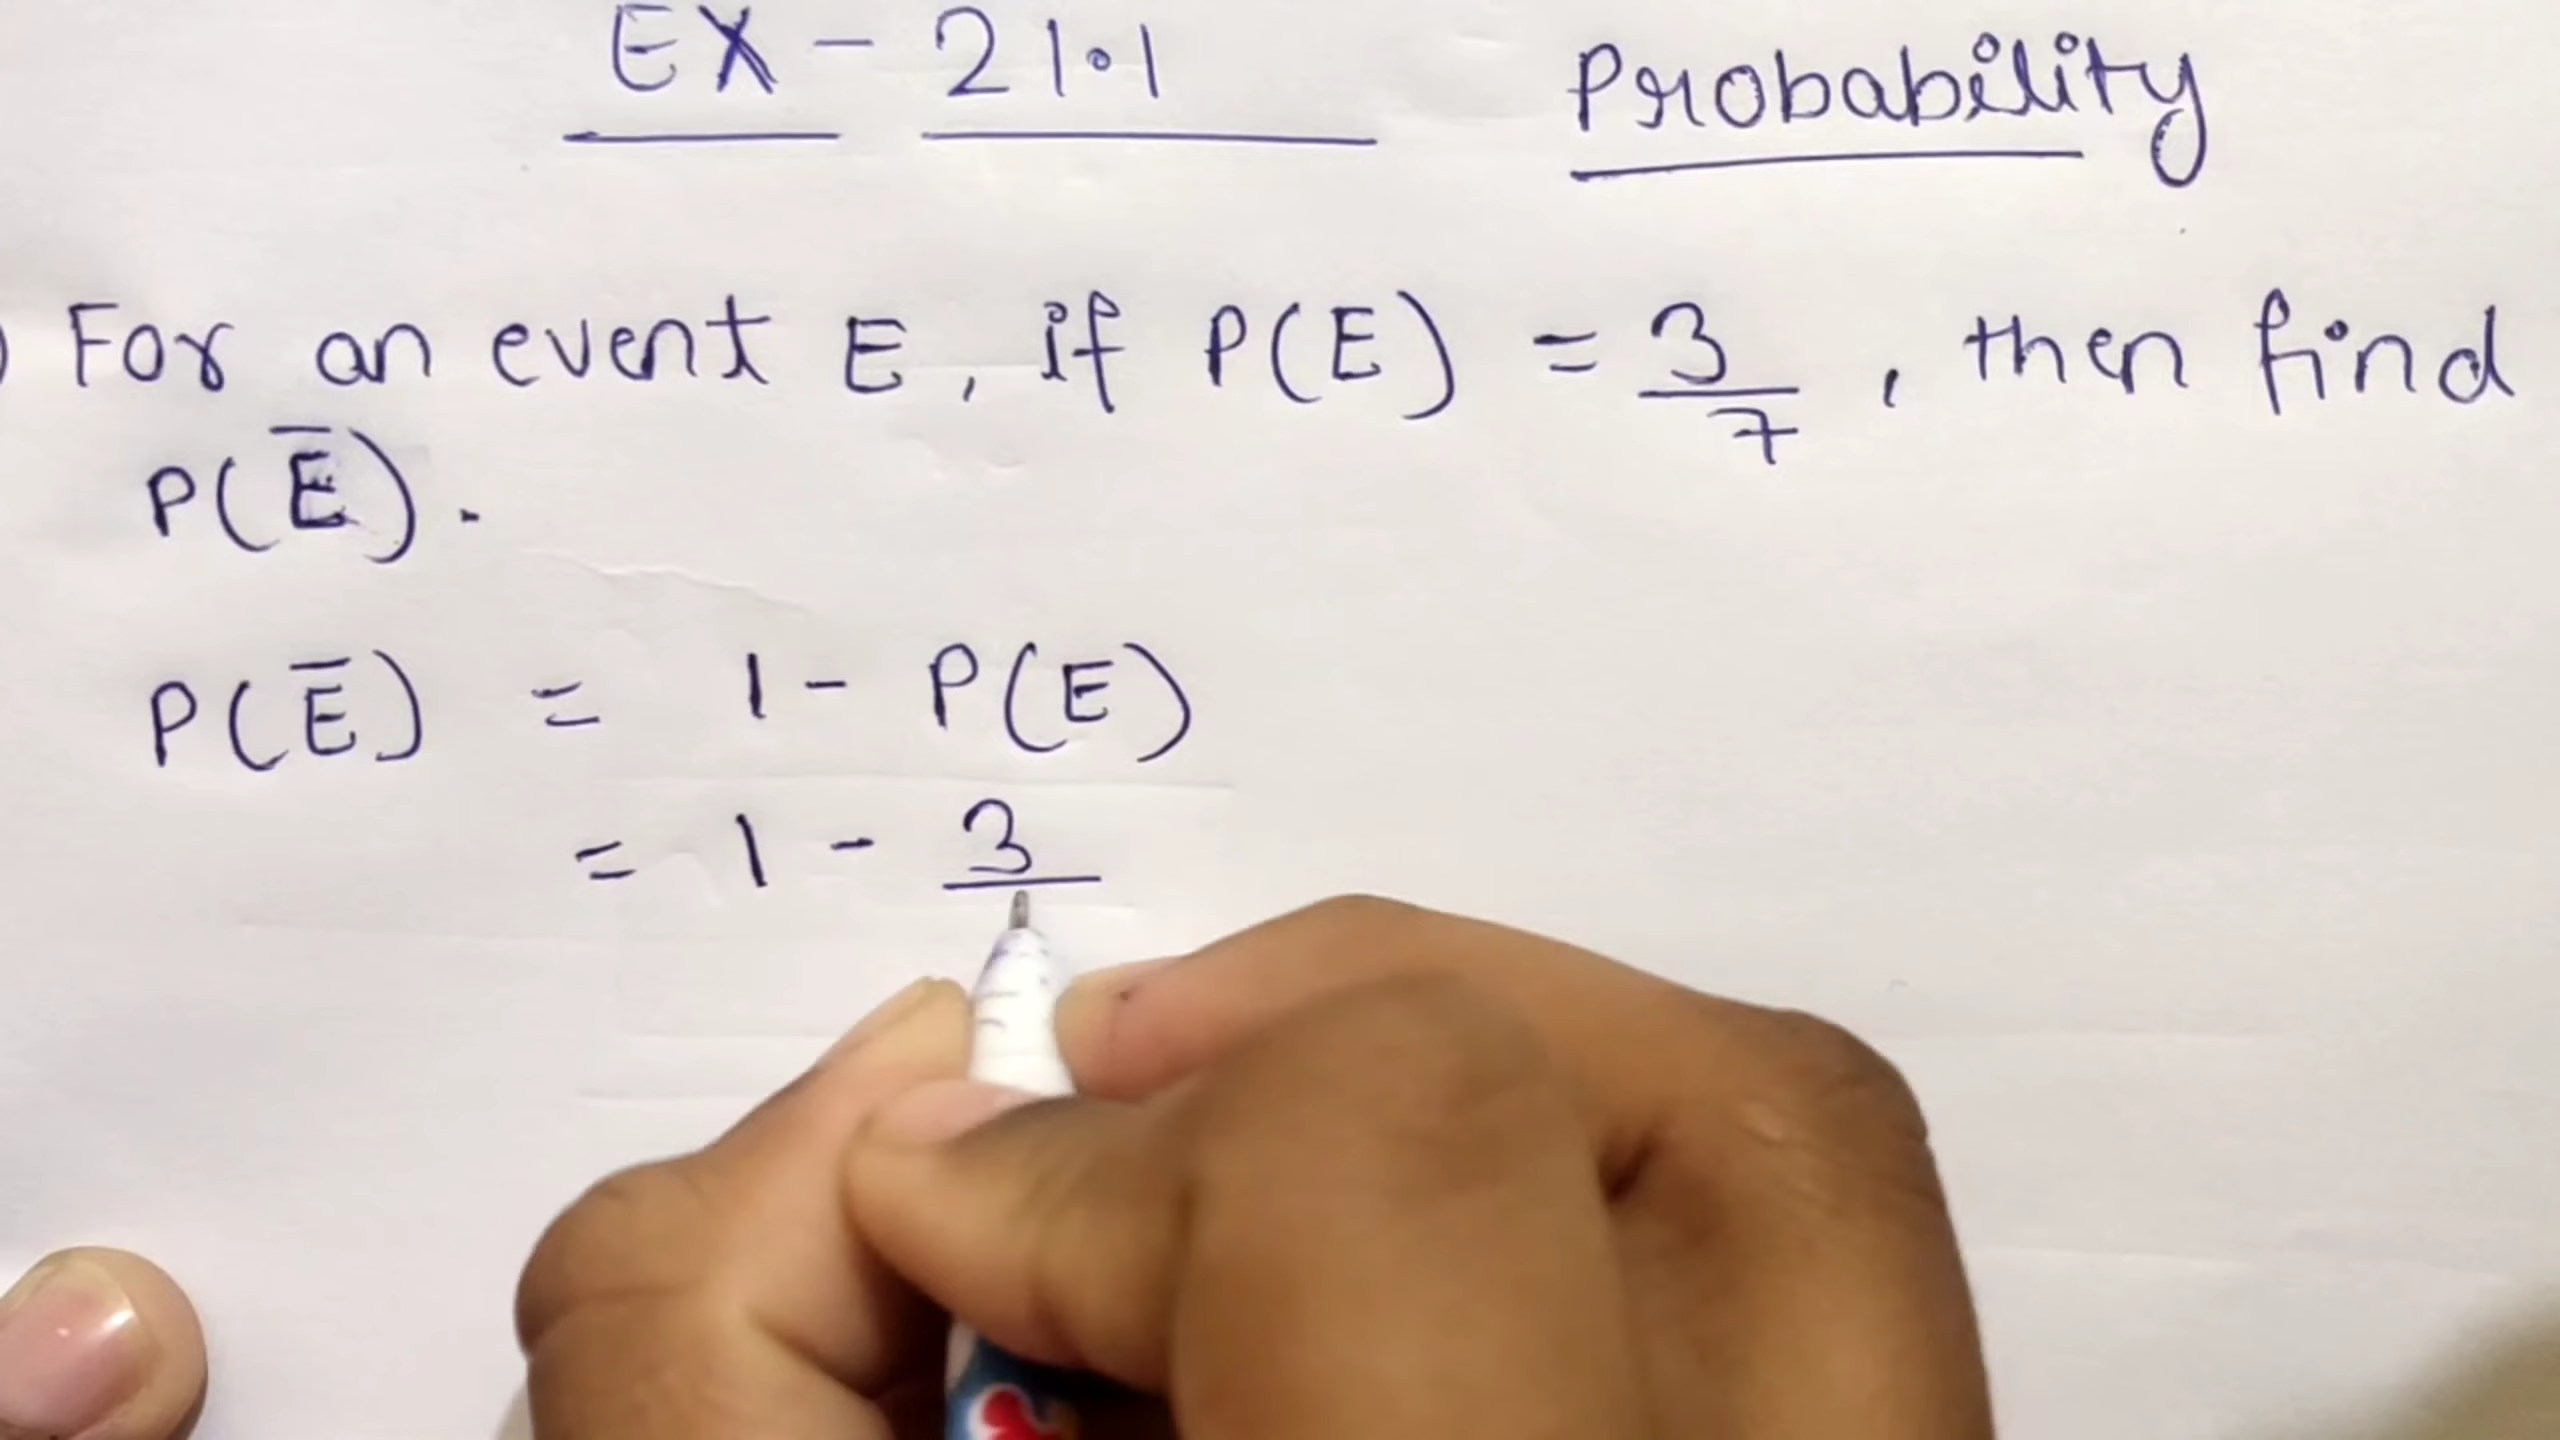 EX - 21.1 Probability
) For an event E, if P(E) = 3/7, then find
P(E̅).
P(E̅) = 1 - P(E)
= 1 - 3/